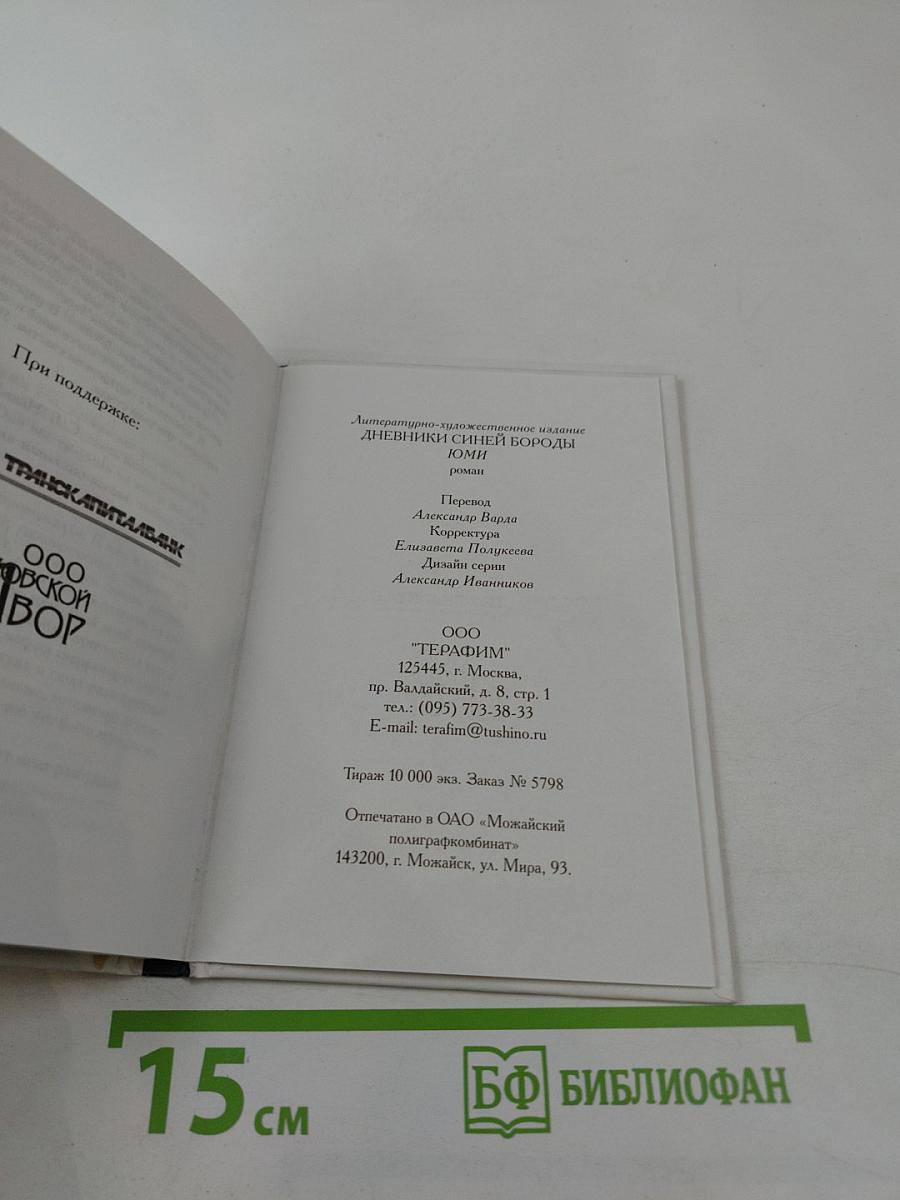 При поддержке:
ТРАНСКАПИТАЛБАНК
ООО
Литературно-художественное издание
ДНЕВНИКИ СИНЕЙ БОРОДЫ
ЮМИ
роман
Перевод
Александр Варда
Корректура
Елизавета Полукеева
Дизайн серии
Александр Иванников
ООО
"ТЕРАФИМ"
125445, г. Москва,
пр. Валдайский, д. 8, стр. 1
тел.: (095) 773-38-33
E-mail: terafim@tushino.ru
Тираж 10 000 экз. Заказ № 5798
Отпечатано в ОАО «Можайский
полиграфкомбинат»
143200, г. Можайск, ул. Мира, 93.
15 см
БФ БИБЛИОФАН